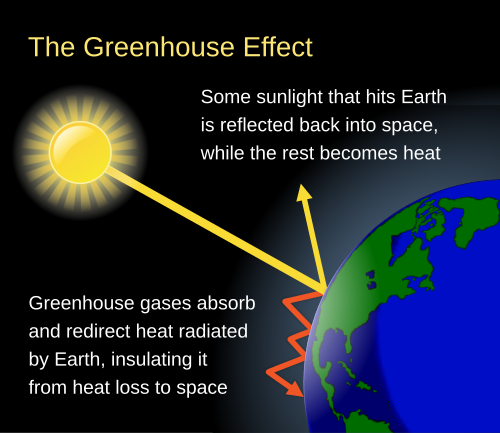 The Greenhouse Effect
Some sunlight that hits Earth
is reflected back into space,
while the rest becomes heat
Greenhouse gases absorb
and redirect heat radiated
by Earth, insulating it
from heat loss to space